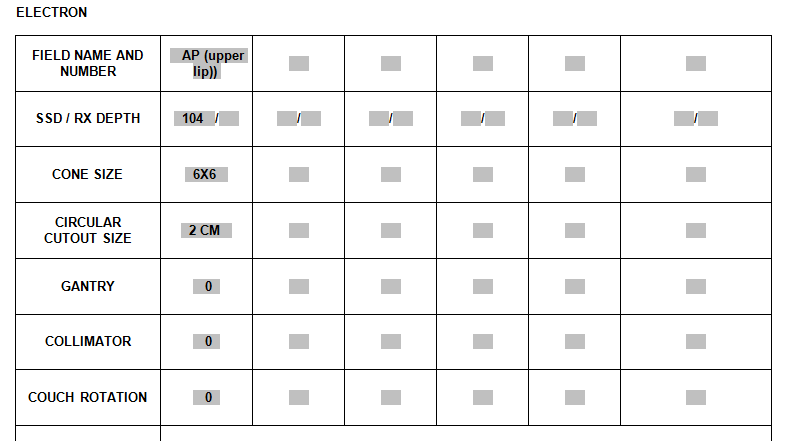 ELECTRON
FIELD NAME AND
NUMBER
AP (upper
lip))
SSD / RX DEPTH
104 /
/
/
/
/
/
CONE SIZE
6X6
CIRCULAR
CUTOUT SIZE
2 CM
GANTRY
0
COLLIMATOR
0
COUCH ROTATION
0